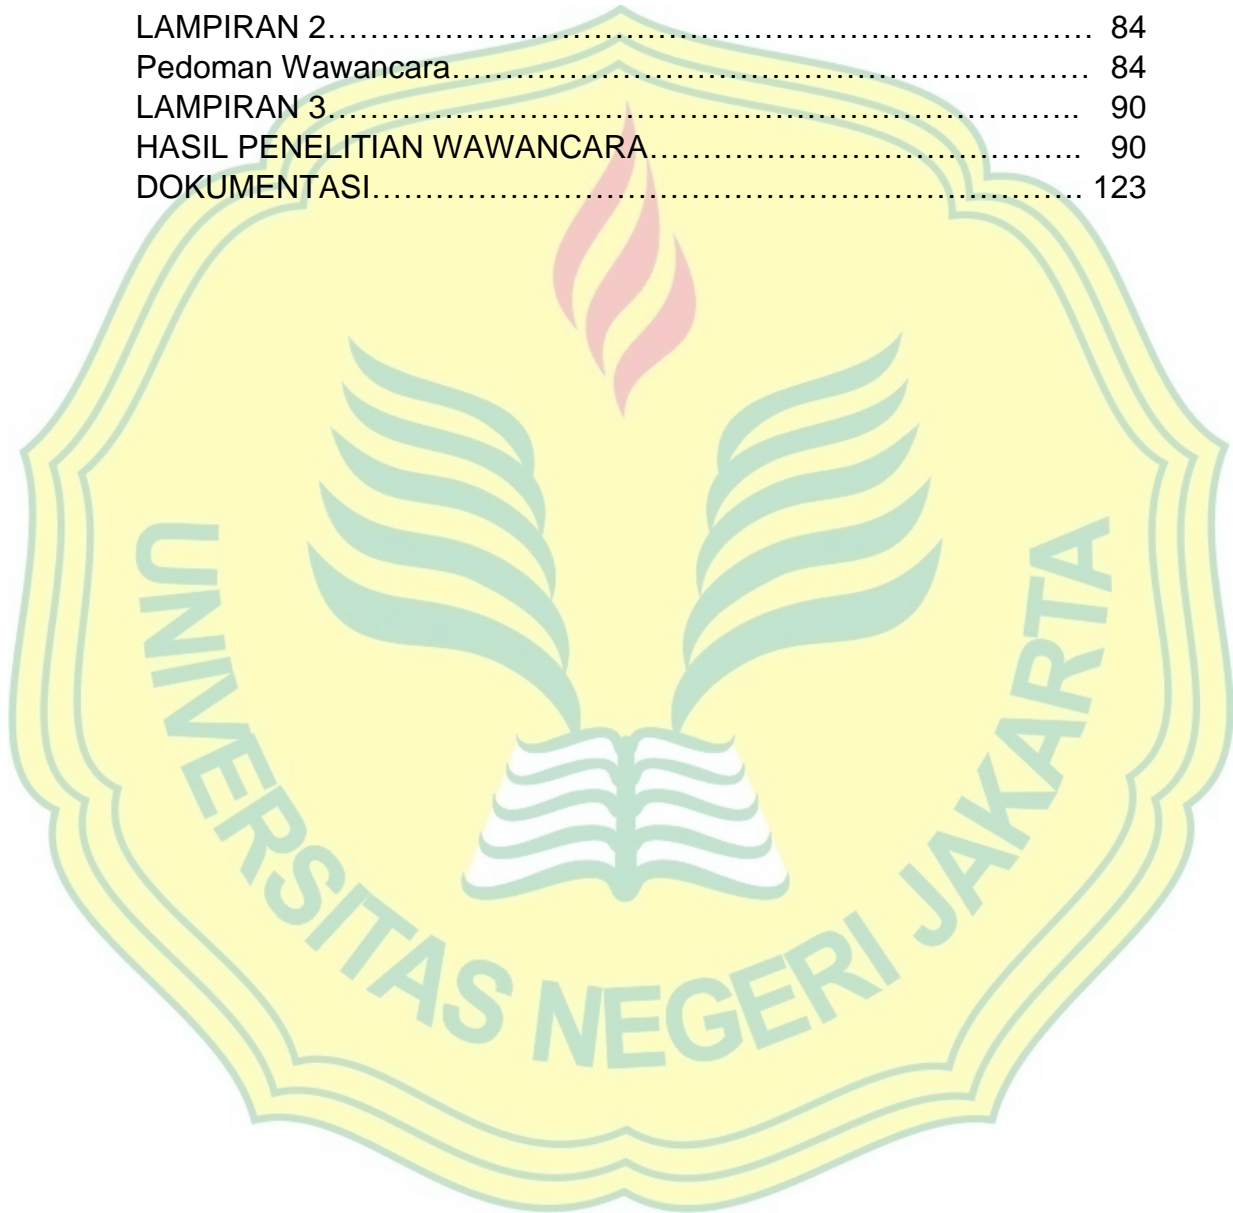 LAMPIRAN 2……………………………….………………………………… 84
Pedoman Wawancara…………………………………………………… 84
LAMPIRAN 3…………………………………………………………….. 90
HASIL PENELITIAN WAWANCARA………………………………….. 90
DOKUMENTASI…………………………………………………………. 123
UNIVERSITAS NEGERI JAKARTA